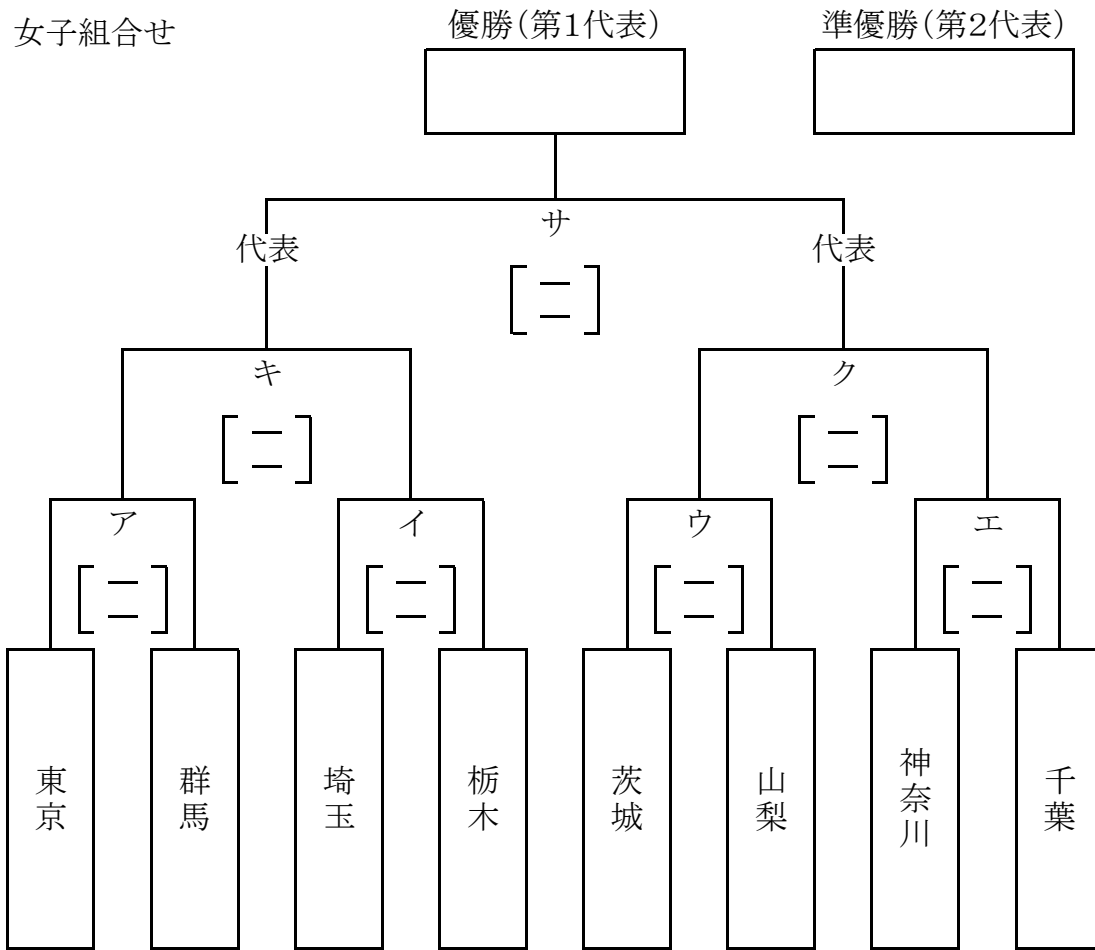 女子組合せ
優勝(第1代表)
準優勝(第2代表)
サ
代表
代表
キ
ク
ア
イ
ウ
エ
東京
群馬
埼玉
栃木
茨城
山梨
神奈川
千葉